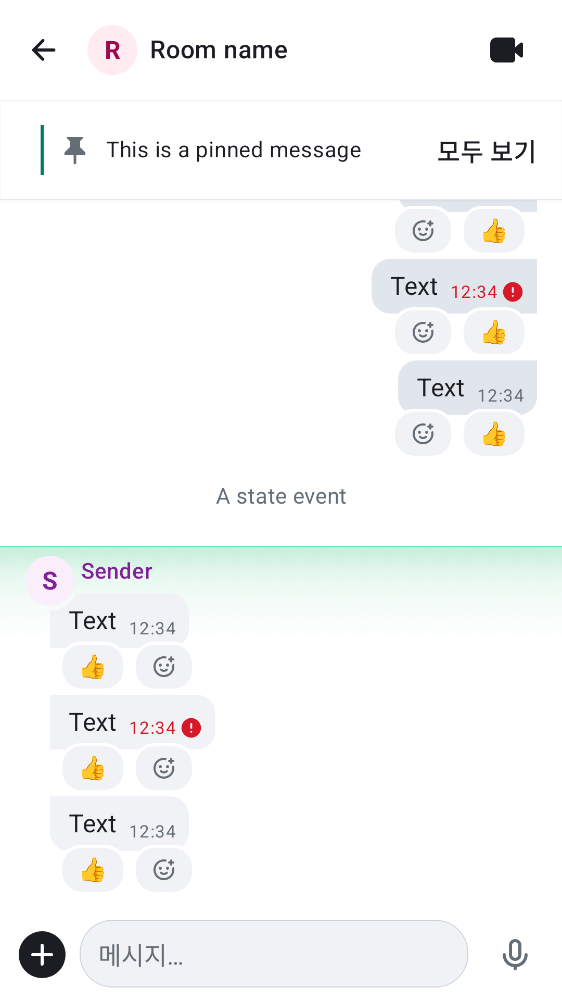 R Room name
This is a pinned message 모두 보기
Text 12:34
Text 12:34
A state event
S Sender
Text 12:34
Text 12:34
Text 12:34
메시지…